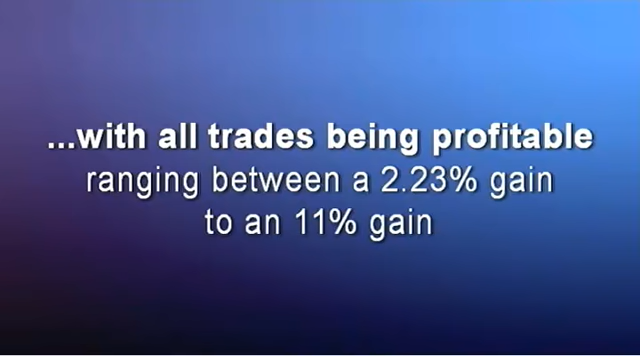 ...with all trades being profitable
ranging between a 2.23% gain
to an 11% gain